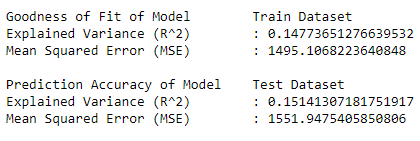 Goodness of Fit of Model Train Dataset
Explained Variance (R^2) : 0.14773651276639532
Mean Squared Error (MSE) : 1495.1068223640848
Prediction Accuracy of Model Test Dataset
Explained Variance (R^2) : 0.15141307181751917
Mean Squared Error (MSE) : 1551.9475405850806